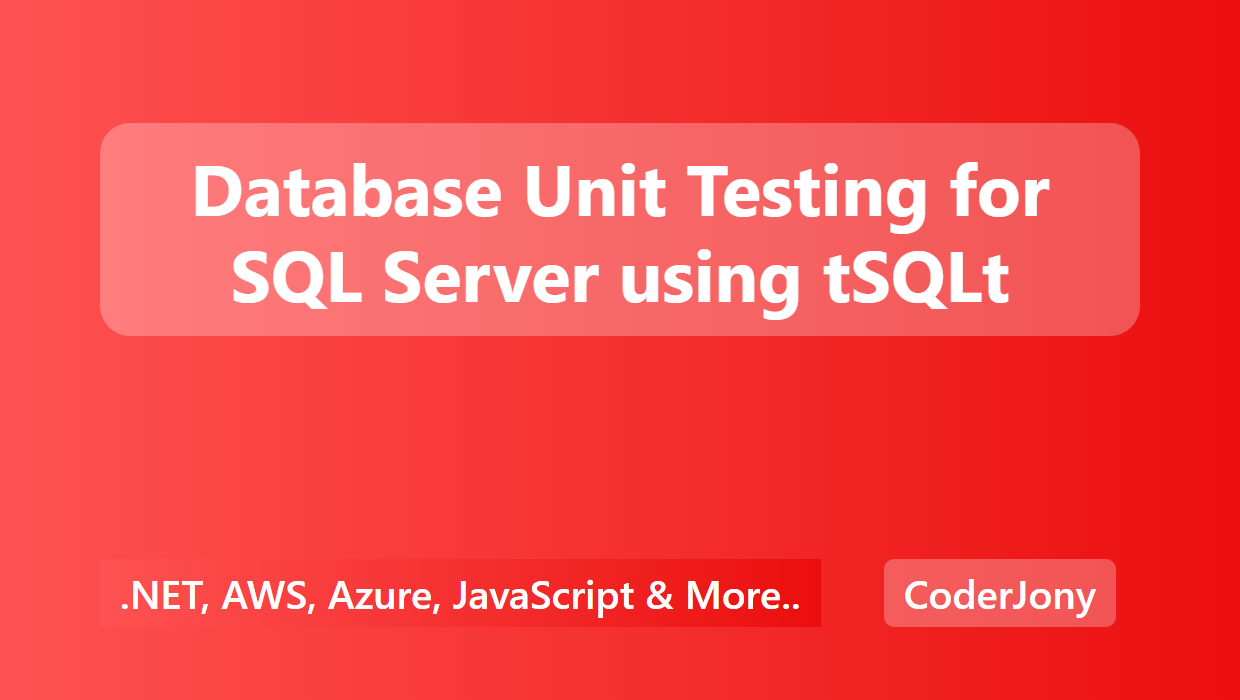 Database Unit Testing for
SQL Server using tSQLt
.NET, AWS, Azure, JavaScript & More..
CoderJony